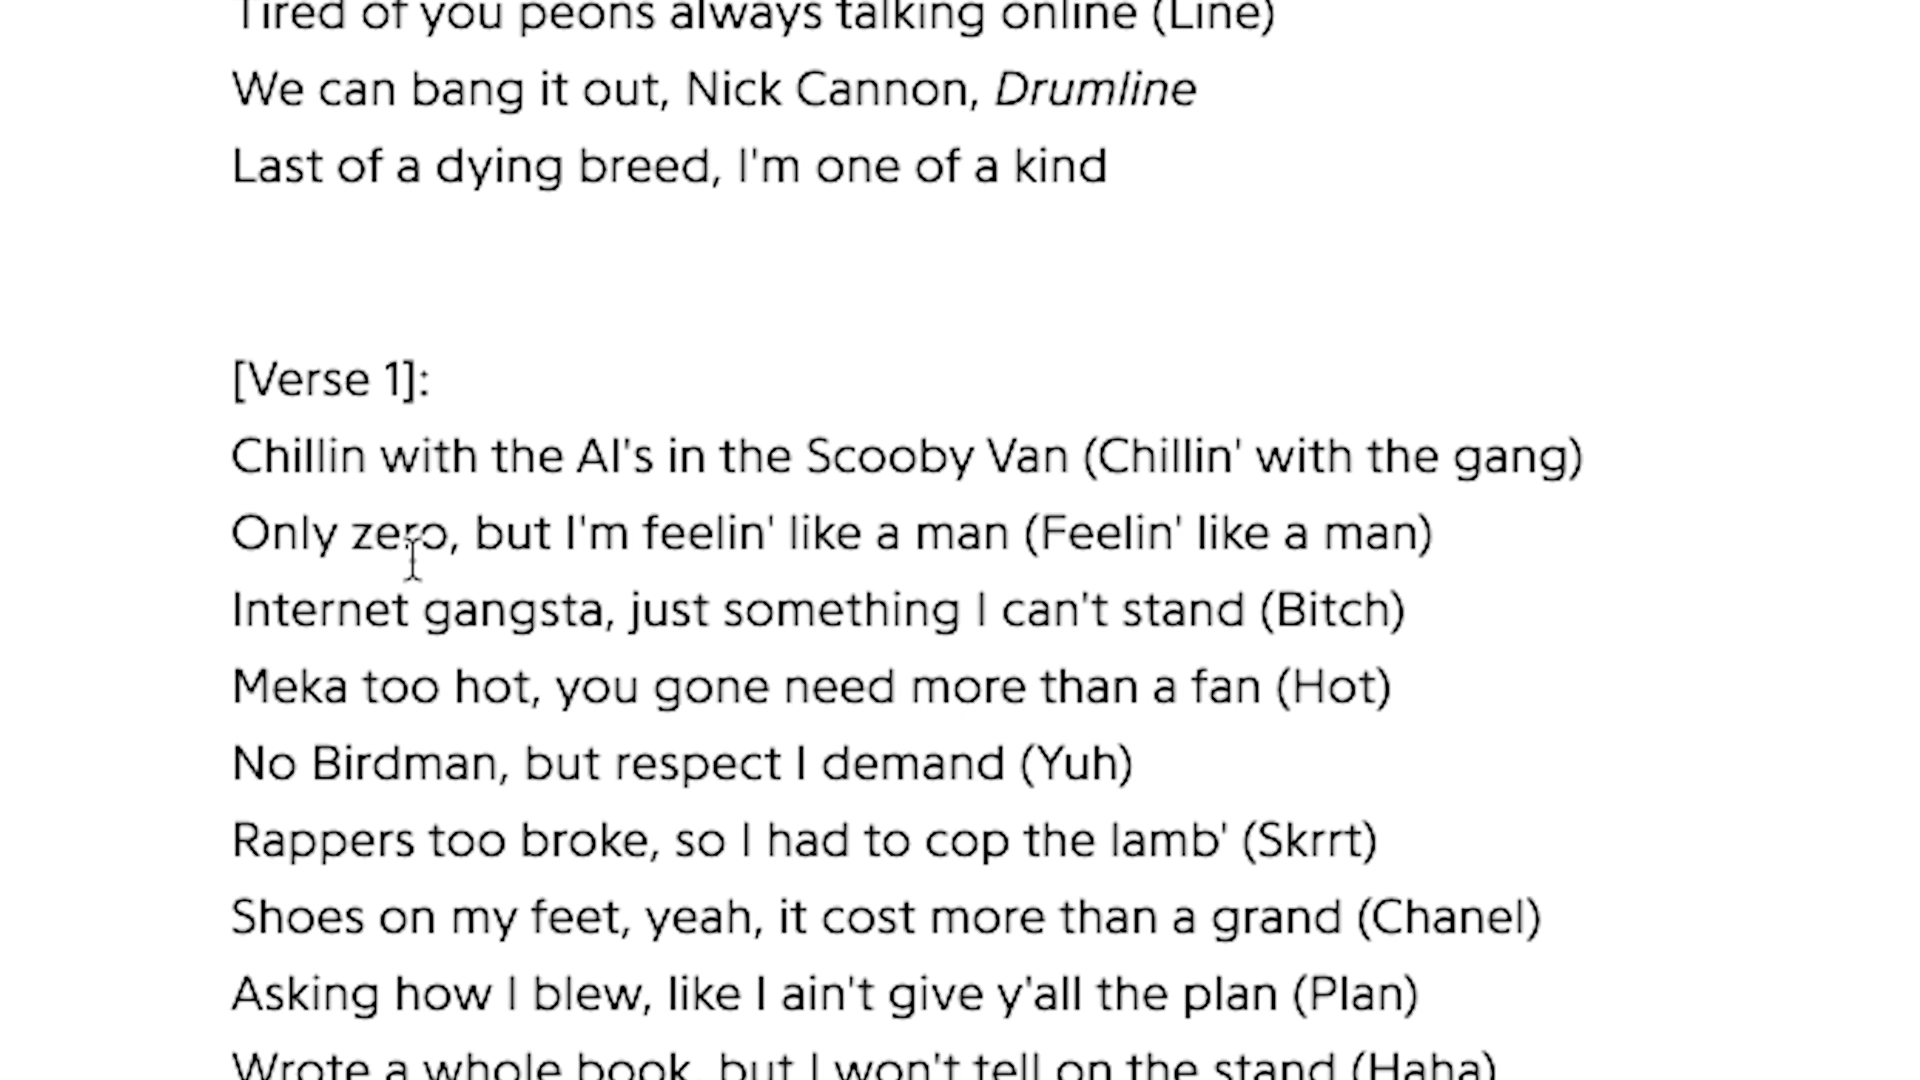 Tired of you peons always talking online (Line)
We can bang it out, Nick Cannon, Drumline
Last of a dying breed, I'm one of a kind
[Verse 1]:
Chillin with the AI's in the Scooby Van (Chillin' with the gang)
Only zero, but I'm feelin' like a man (Feelin' like a man)
Internet gangsta, just something I can't stand (Bitch)
Meka too hot, you gone need more than a fan (Hot)
No Birdman, but respect I demand (Yuh)
Rappers too broke, so I had to cop the lamb' (Skrrt)
Shoes on my feet, yeah, it cost more than a grand (Chanel)
Asking how I blew, like I ain't give y'all the plan (Plan)
Wrote a whole book, but I won't tell on the stand (Haha)